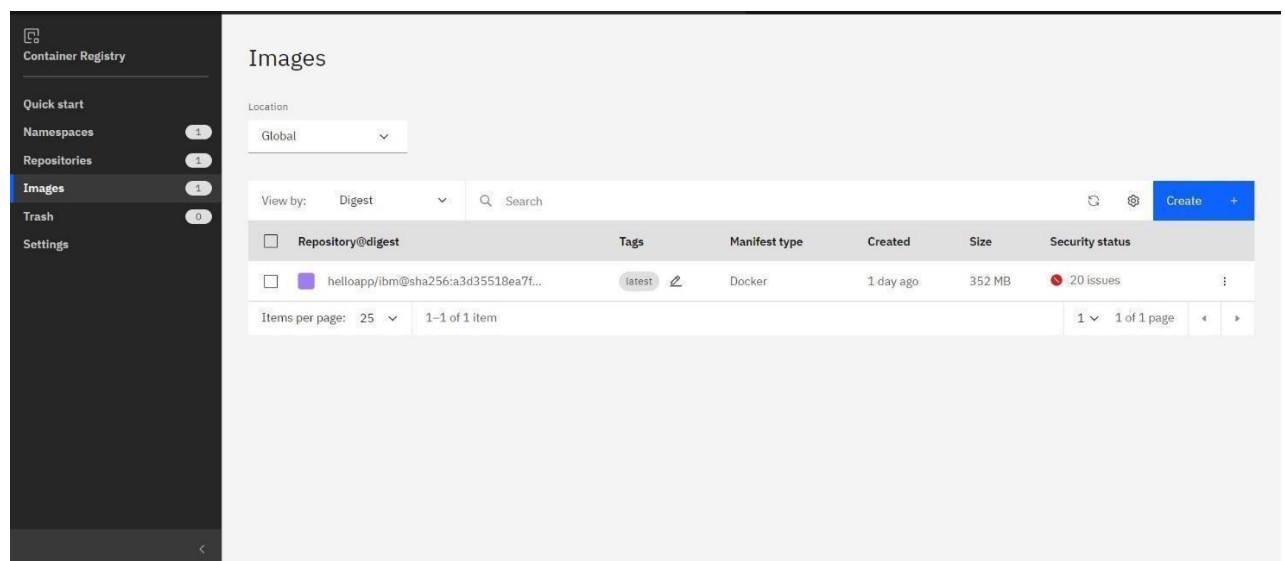 Container Registry
Quick start
Namespaces 1
Repositories 1
Images 1
Trash 0
Settings
Images
Location
Global
View by: Digest Search Create +
Repository@digest Tags Manifest type Created Size Security status
helloapp/ibm@sha256:a3d35518ea7f... latest Docker 1 day ago 352 MB 20 issues
Items per page: 25 1–1 of 1 item 1 1 of 1 page